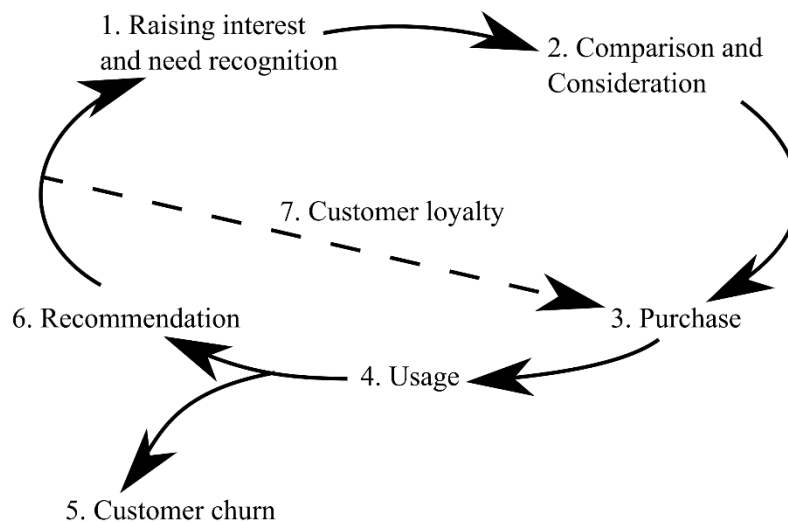 1. Raising interest
and need recognition
2. Comparison and
Consideration
7. Customer loyalty
6. Recommendation
3. Purchase
4. Usage
5. Customer churn